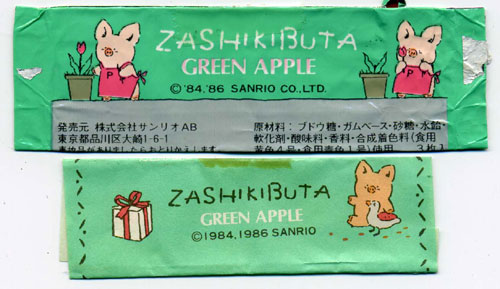 ZASHIKIBUTA
GREEN APPLE
© '84, '86 SANRIO CO., LTD.
P
P
発売元 株式会社サンリオAB
東京都品川区大崎1-6-1
原材料：ブドウ糖・ガムベース・砂糖・水飴
軟化剤・酸味料・香料・合成着色料(食用
黄色4号・食用青色1号)使用 3枚入
ZASHIKIBUTA
GREEN APPLE
© 1984, 1986 SANRIO